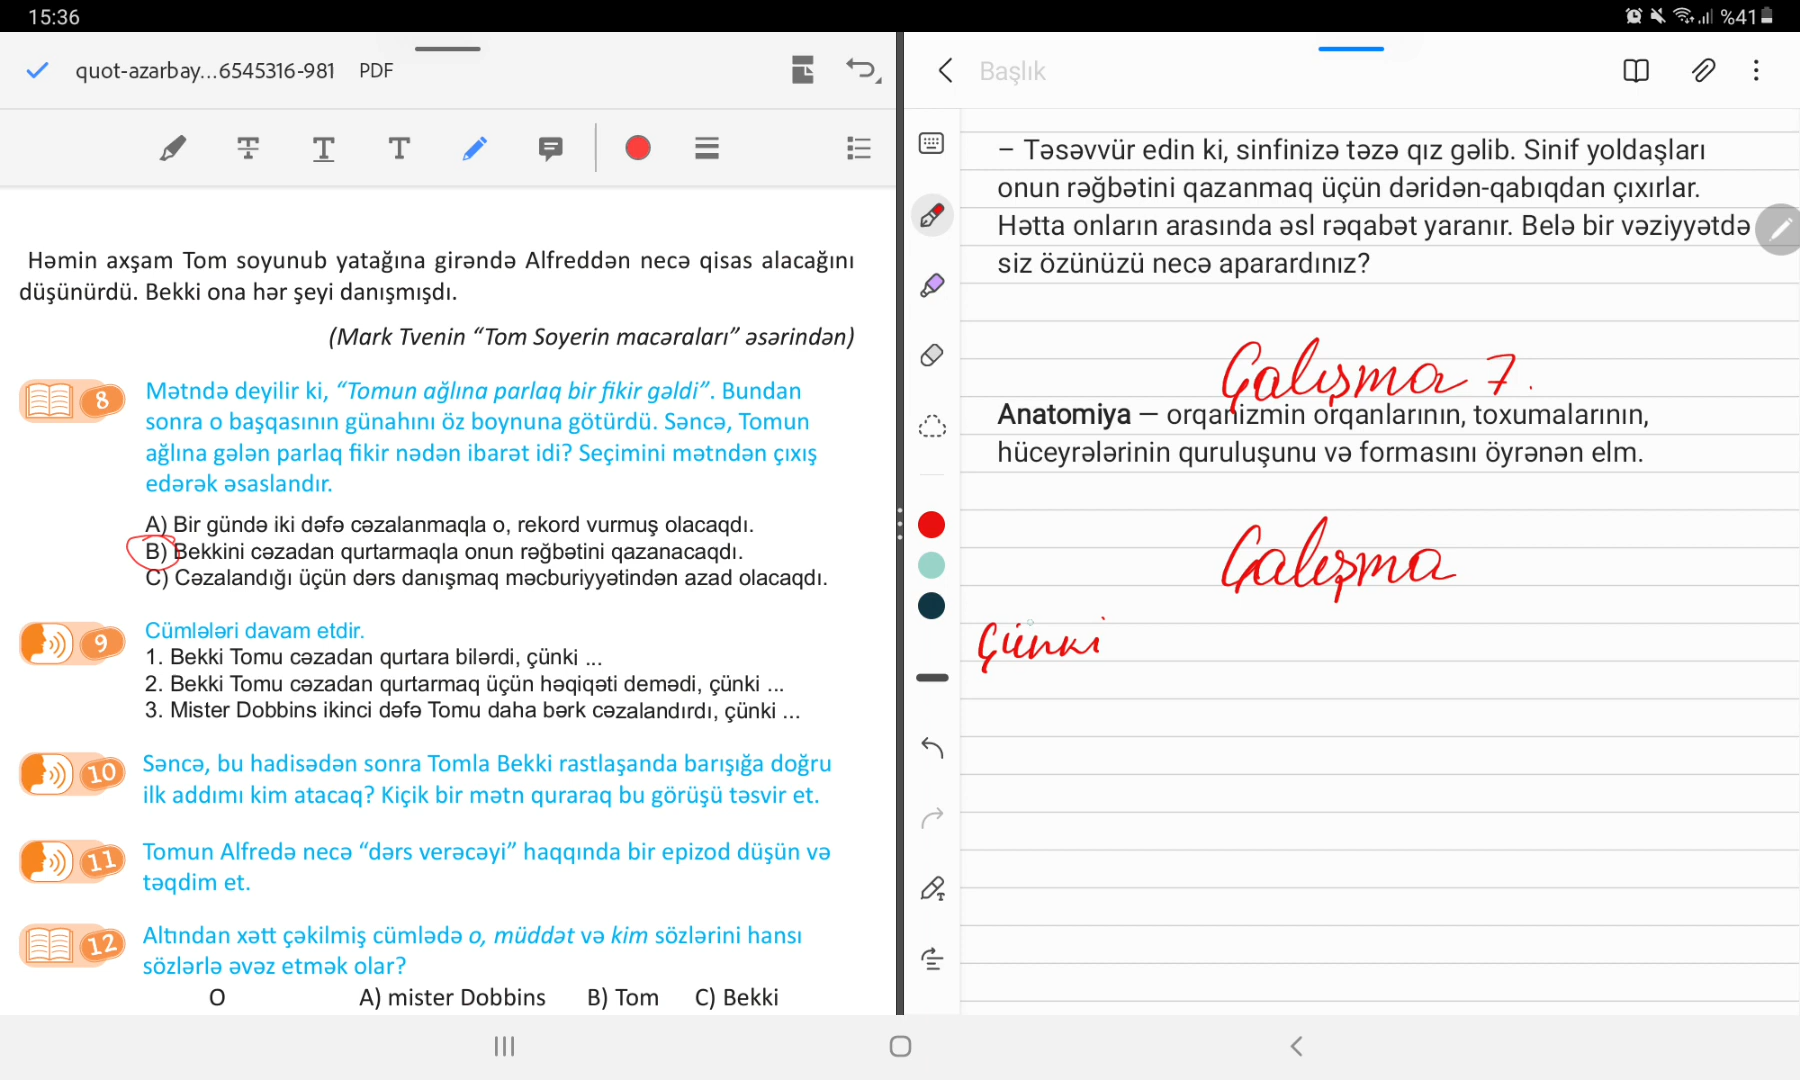 15:36
%41
quot-azarbay...6545316-981 PDF
Həmin axşam Tom soyunub yatağına girəndə Alfreddən necə qisas alacağını
düşünürdü. Bekki ona hər şeyi danışmışdı.
(Mark Tvenin “Tom Soyerin macəraları” əsərindən)
8
Mətndə deyilir ki, “Tomun ağlına parlaq bir fikir gəldi”. Bundan
sonra o başqasının günahını öz boynuna götürdü. Səncə, Tomun
ağlına gələn parlaq fikir nədən ibarət idi? Seçimini mətndən çıxış
edərək əsaslandır.
A) Bir gündə iki dəfə cəzalanmaqla o, rekord vurmuş olacaqdı.
B) Bekkini cəzadan qurtarmaqla onun rəğbətini qazanacaqdı.
C) Cəzalandığı üçün dərs danışmaq məcburiyyətindən azad olacaqdı.
9
Cümlələri davam etdir.
1. Bekki Tomu cəzadan qurtara bilərdi, çünki ...
2. Bekki Tomu cəzadan qurtarmaq üçün həqiqəti demədi, çünki ...
3. Mister Dobbins ikinci dəfə Tomu daha bərk cəzalandırdı, çünki ...
10
Səncə, bu hadisədən sonra Tomla Bekki rastlaşanda barışığa doğru
ilk addımı kim atacaq? Kiçik bir mətn quraraq bu görüşü təsvir et.
11
Tomun Alfredə necə “dərs verəcəyi” haqqında bir epizod düşün və
təqdim et.
12
Altından xətt çəkilmiş cümlədə o, müddət və kim sözlərini hansı
sözlərlə əvəz etmək olar?
O A) mister Dobbins B) Tom C) Bekki
Başlık
– Təsəvvür edin ki, sinfinizə təzə qız gəlib. Sinif yoldaşları
onun rəğbətini qazanmaq üçün dəridən-qabıqdan çıxırlar.
Hətta onların arasında əsl rəqabət yaranır. Belə bir vəziyyətdə
siz özünüzü necə aparardınız?
Çalışma 7.
Anatomiya — orqanizmin orqanlarının, toxumalarının,
hüceyrələrinin quruluşunu və formasını öyrənən elm.
Çalışma
Çünki